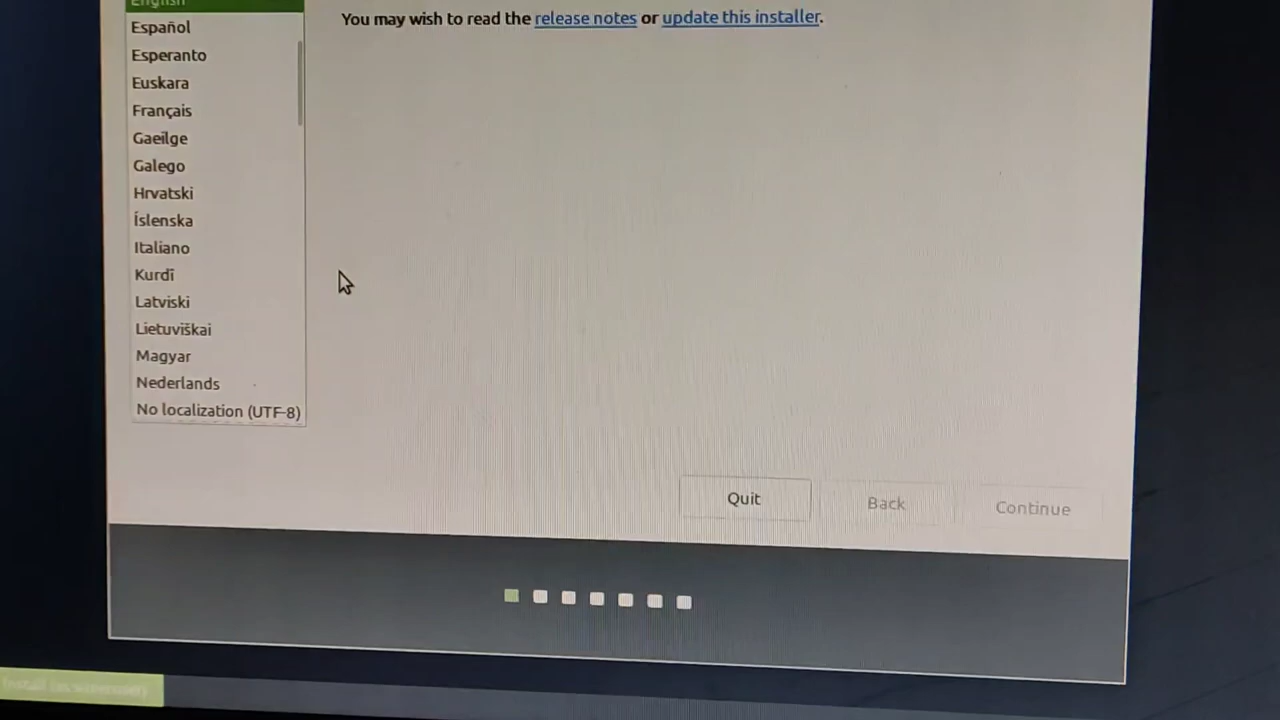 English
You may wish to read the release notes or update this installer.
Español
Esperanto
Euskara
Français
Gaeilge
Galego
Hrvatski
Íslenska
Italiano
Kurdî
Latviski
Lietuviškai
Magyar
Nederlands
No localization (UTF-8)
Quit
Back
Continue